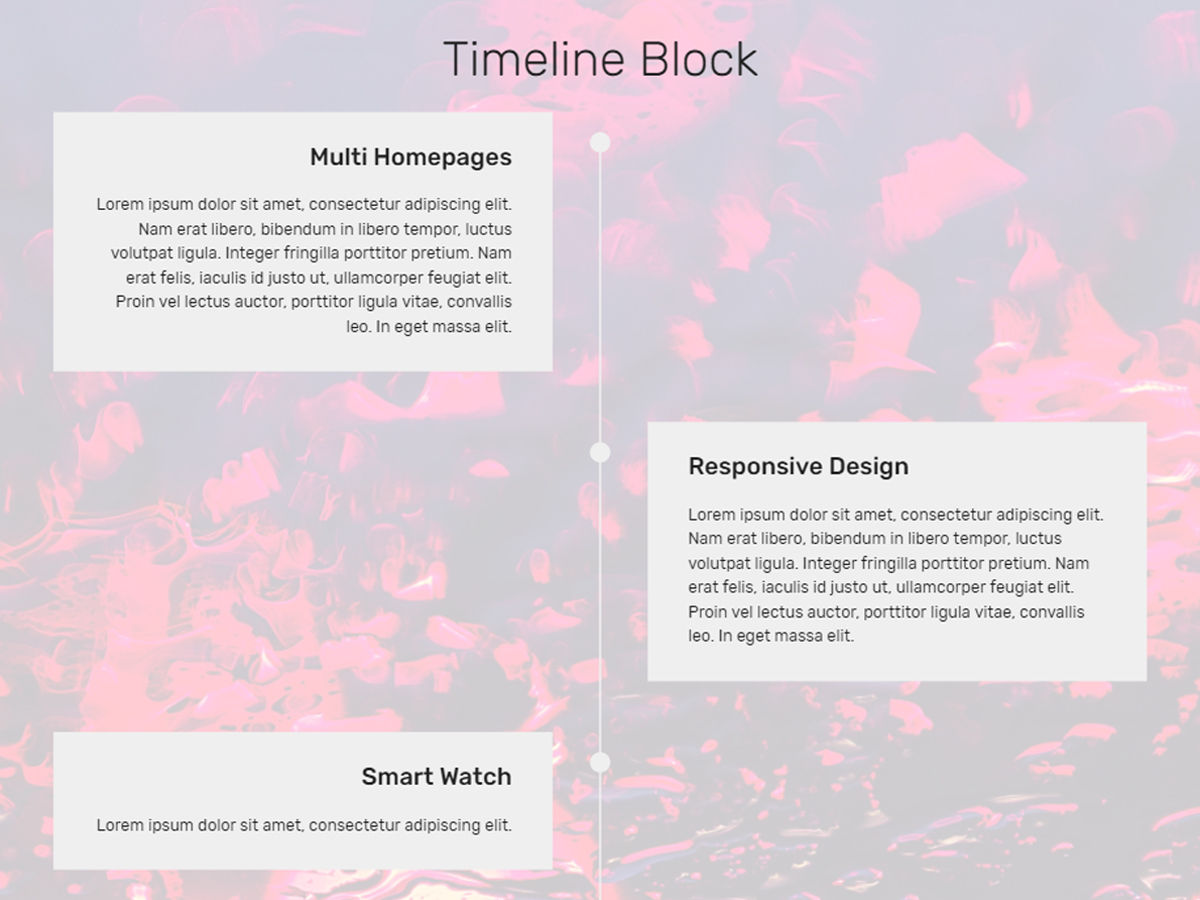 Timeline Block
Multi Homepages
Lorem ipsum dolor sit amet, consectetur adipiscing elit.
Nam erat libero, bibendum in libero tempor, luctus
volutpat ligula. Integer fringilla porttitor pretium. Nam
erat felis, iaculis id justo ut, ullamcorper feugiat elit.
Proin vel lectus auctor, porttitor ligula vitae, convallis
leo. In eget massa elit.
Responsive Design
Lorem ipsum dolor sit amet, consectetur adipiscing elit.
Nam erat libero, bibendum in libero tempor, luctus
volutpat ligula. Integer fringilla porttitor pretium. Nam
erat felis, iaculis id justo ut, ullamcorper feugiat elit.
Proin vel lectus auctor, porttitor ligula vitae, convallis
leo. In eget massa elit.
Smart Watch
Lorem ipsum dolor sit amet, consectetur adipiscing elit.